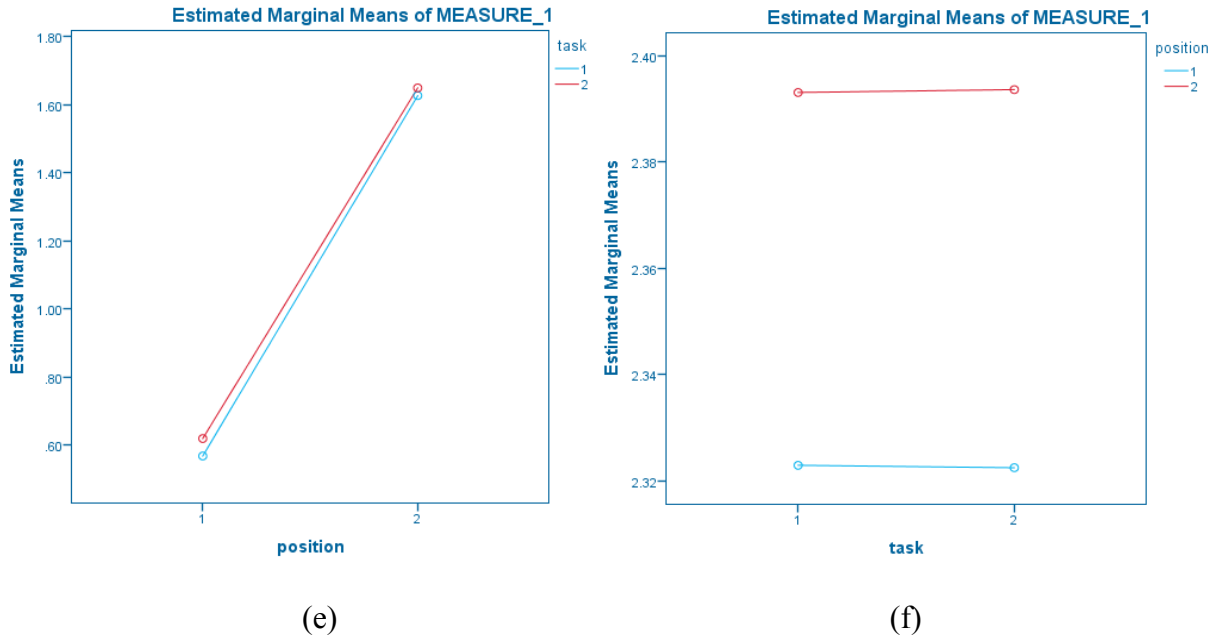 Estimated Marginal Means of MEASURE_1
task
1
2
1.80
1.60
1.40
1.20
1.00
.80
.60
Estimated Marginal Means
1
2
position
(e)
Estimated Marginal Means of MEASURE_1
position
1
2
2.40
2.38
2.36
2.34
2.32
Estimated Marginal Means
1
2
task
(f)